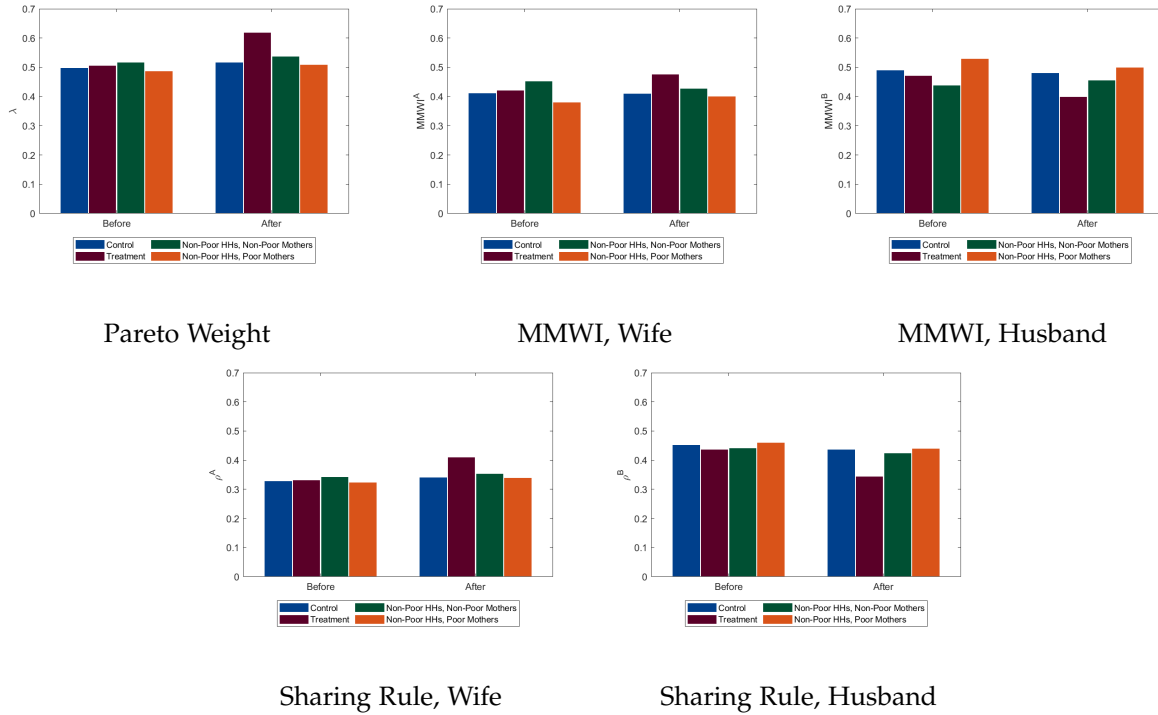 0.7
0.6
0.5
0.4
0.3
0.2
0.1
0
λ
Before After
Control Non-Poor HHs, Non-Poor Mothers
Treatment Non-Poor HHs, Poor Mothers
Pareto Weight
0.7
0.6
0.5
0.4
0.3
0.2
0.1
0
MMWI^A
Before After
Control Non-Poor HHs, Non-Poor Mothers
Treatment Non-Poor HHs, Poor Mothers
MMWI, Wife
0.7
0.6
0.5
0.4
0.3
0.2
0.1
0
MMWI^B
Before After
Control Non-Poor HHs, Non-Poor Mothers
Treatment Non-Poor HHs, Poor Mothers
MMWI, Husband
0.7
0.6
0.5
0.4
0.3
0.2
0.1
0
ρ^A
Before After
Control Non-Poor HHs, Non-Poor Mothers
Treatment Non-Poor HHs, Poor Mothers
Sharing Rule, Wife
0.7
0.6
0.5
0.4
0.3
0.2
0.1
0
ρ^B
Before After
Control Non-Poor HHs, Non-Poor Mothers
Treatment Non-Poor HHs, Poor Mothers
Sharing Rule, Husband